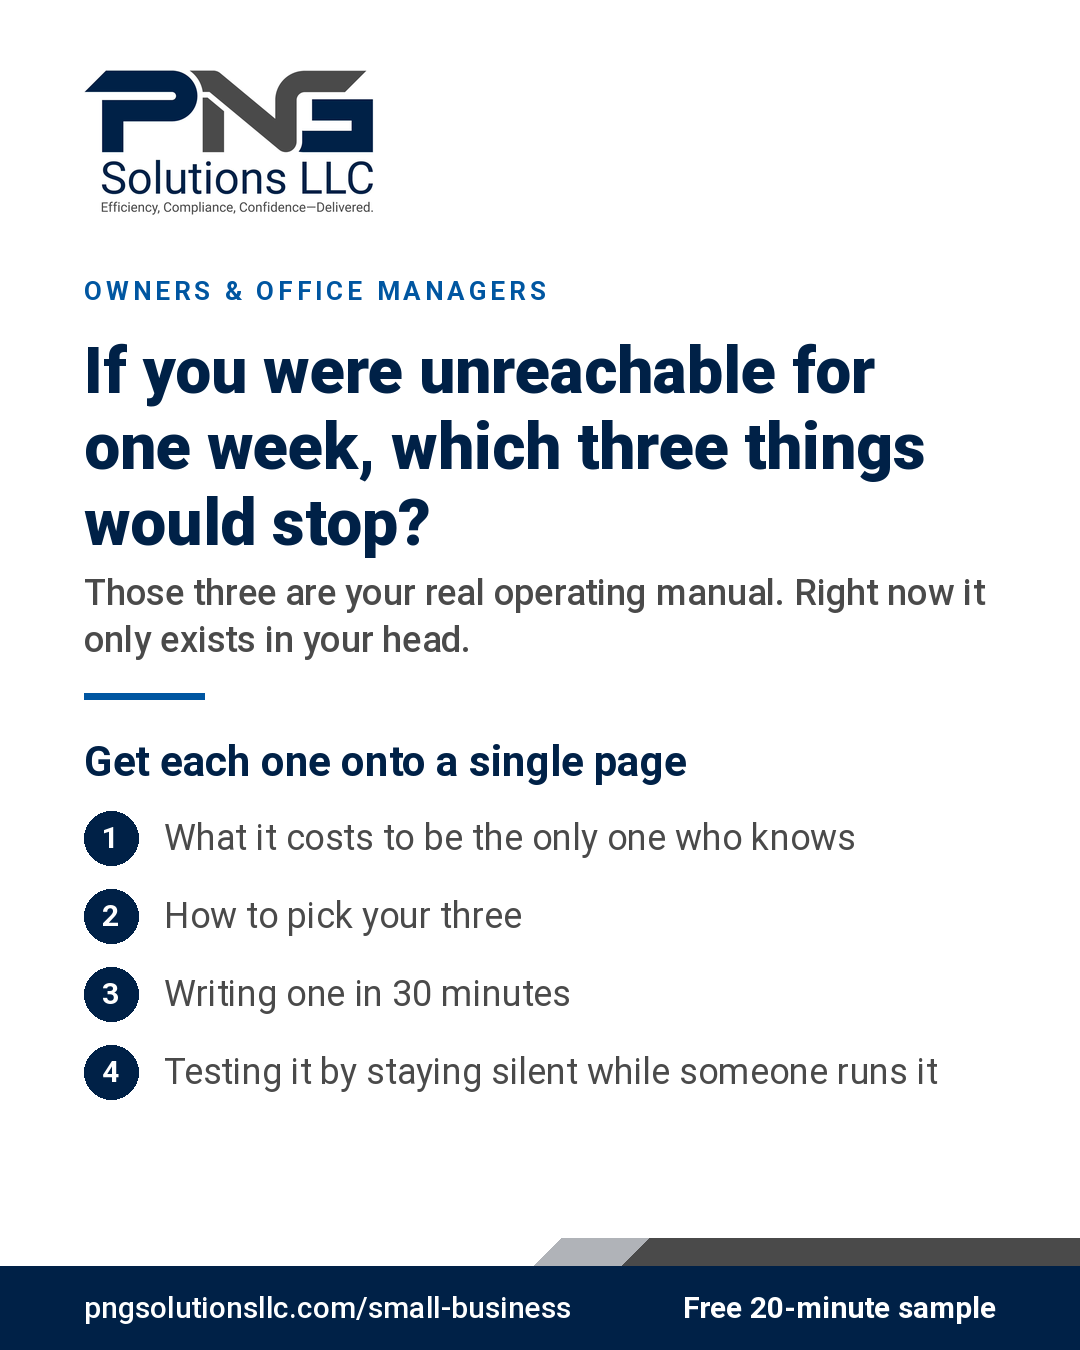 PNG
Solutions LLC
Efficiency, Compliance, Confidence—Delivered.
OWNERS & OFFICE MANAGERS
If you were unreachable for
one week, which three things
would stop?
Those three are your real operating manual. Right now it
only exists in your head.
Get each one onto a single page
1 What it costs to be the only one who knows
2 How to pick your three
3 Writing one in 30 minutes
4 Testing it by staying silent while someone runs it
pngsolutionsllc.com/small-business Free 20-minute sample